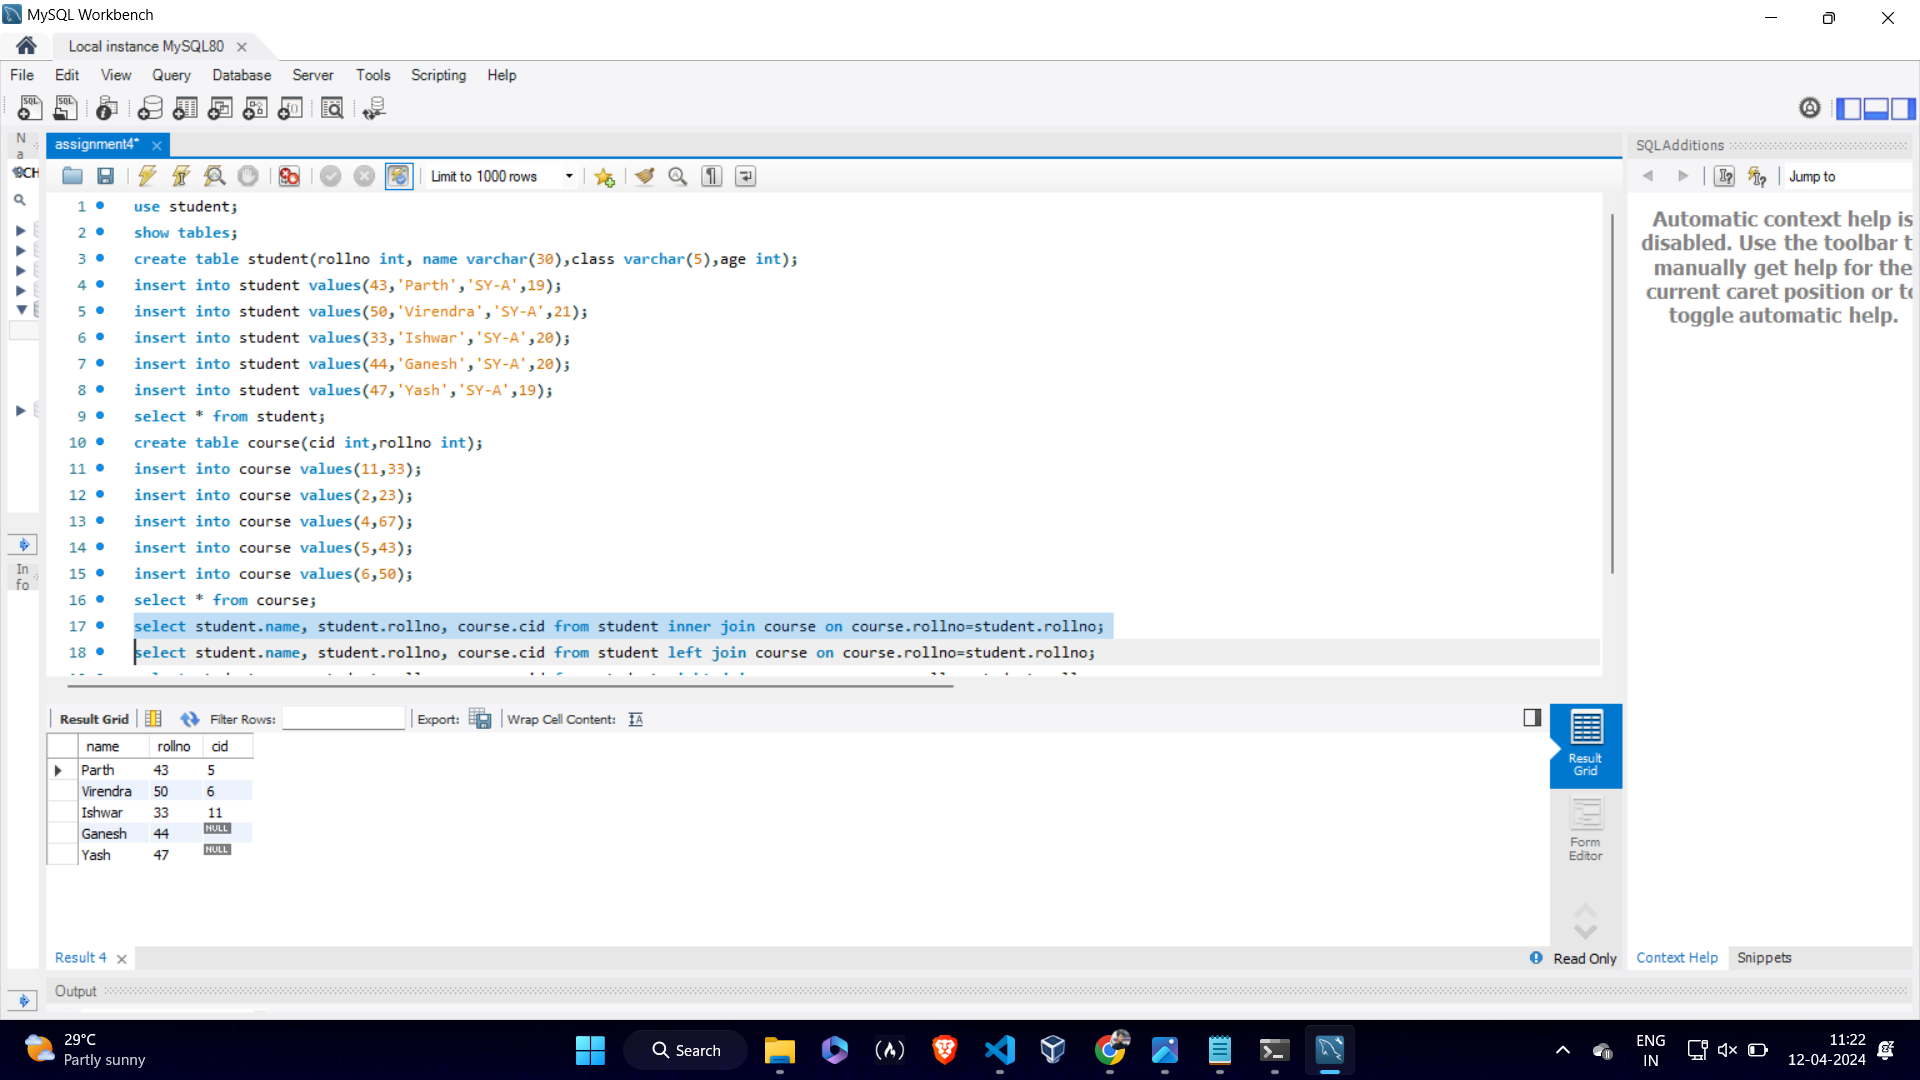 MySQL Workbench
Local instance MySQL80
File Edit View Query Database Server Tools Scripting Help
N
a
SCH
assignment4*
Limit to 1000 rows
1 use student;
2 show tables;
3 create table student(rollno int, name varchar(30),class varchar(5),age int);
4 insert into student values(43,'Parth','SY-A',19);
5 insert into student values(50,'Virendra','SY-A',21);
6 insert into student values(33,'Ishwar','SY-A',20);
7 insert into student values(44,'Ganesh','SY-A',20);
8 insert into student values(47,'Yash','SY-A',19);
9 select * from student;
10 create table course(cid int,rollno int);
11 insert into course values(11,33);
12 insert into course values(2,23);
13 insert into course values(4,67);
14 insert into course values(5,43);
15 insert into course values(6,50);
16 select * from course;
17 select student.name, student.rollno, course.cid from student inner join course on course.rollno=student.rollno;
18 select student.name, student.rollno, course.cid from student left join course on course.rollno=student.rollno;
In
fo
SQLAdditions
Jump to
Automatic context help is
disabled. Use the toolbar t
manually get help for the
current caret position or to
toggle automatic help.
Result Grid Filter Rows: Export: Wrap Cell Content:
name rollno cid
Parth 43 5
Virendra 50 6
Ishwar 33 11
Ganesh 44 NULL
Yash 47 NULL
Result
Grid
Form
Editor
Result 4
Read Only
Context Help Snippets
Output
29°C
Partly sunny
Search
ENG
IN
11:22
12-04-2024